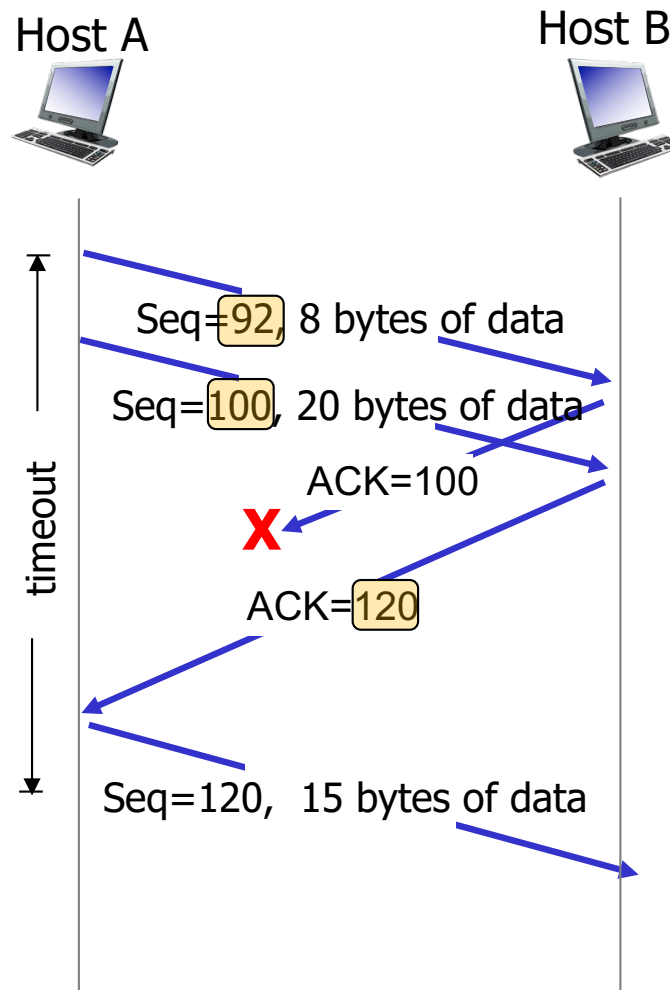 Host A
Host B
Seq=92, 8 bytes of data
Seq=100, 20 bytes of data
ACK=100
X
timeout
ACK=120
Seq=120, 15 bytes of data